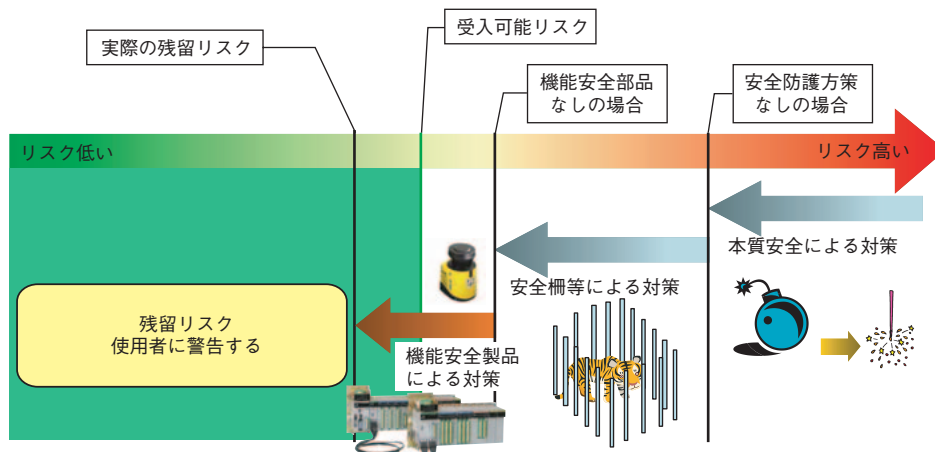 実際の残留リスク
受入可能リスク
機能安全部品
なしの場合
安全防護方策
なしの場合
リスク低い
リスク高い
本質安全による対策
安全柵等による対策
機能安全製品
による対策
残留リスク
使用者に警告する